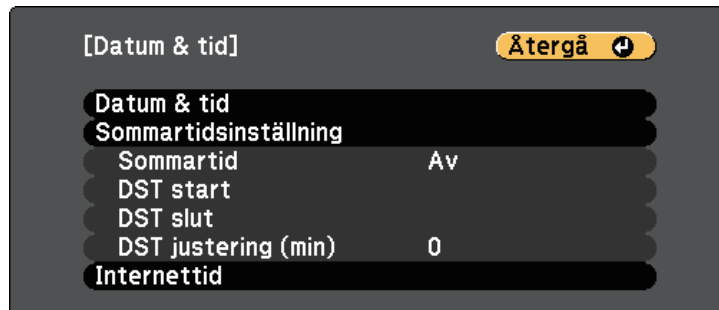 [Datum & tid] Återgå
Datum & tid
Sommartidsinställning
Sommartid Av
DST start
DST slut
DST justering (min) 0
Internettid